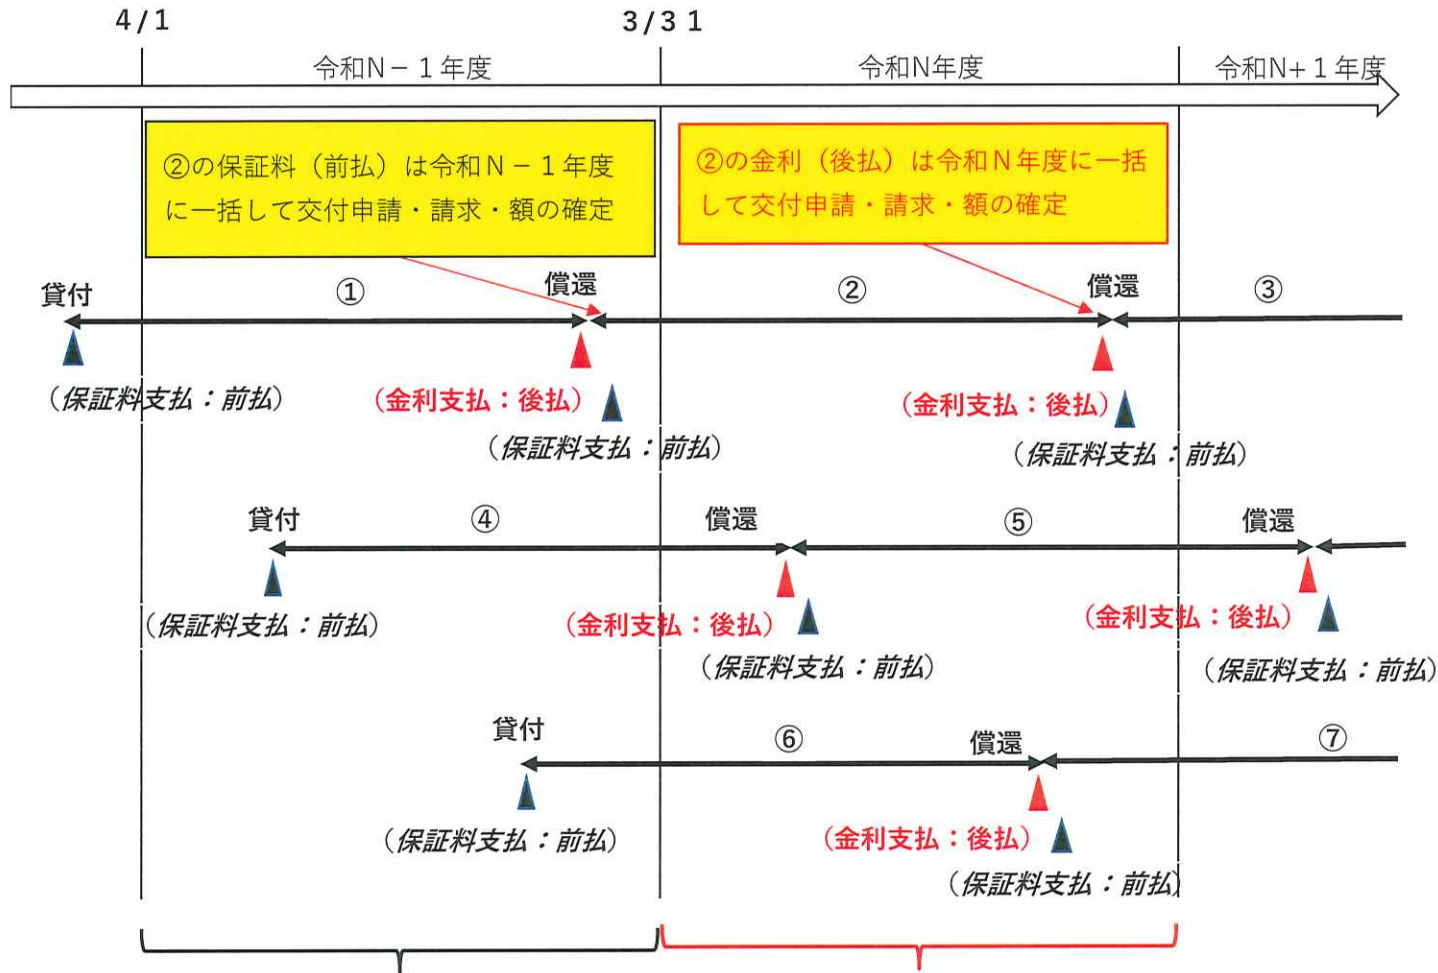 4/1
3/31
令和N－1年度
令和N年度
令和N+1年度
②の保証料（前払）は令和N－1年度
に一括して交付申請・請求・額の確定
②の金利（後払）は令和N年度に一括
して交付申請・請求・額の確定
貸付
①
償還
②
償還
③
（保証料支払：前払）
（金利支払：後払）
（保証料支払：前払）
（金利支払：後払）
（保証料支払：前払）
貸付
④
償還
⑤
償還
（保証料支払：前払）
（金利支払：後払）
（保証料支払：前払）
（金利支払：後払）
（保証料支払：前払）
貸付
⑥
償還
⑦
（保証料支払：前払）
（金利支払：後払）
（保証料支払：前払）